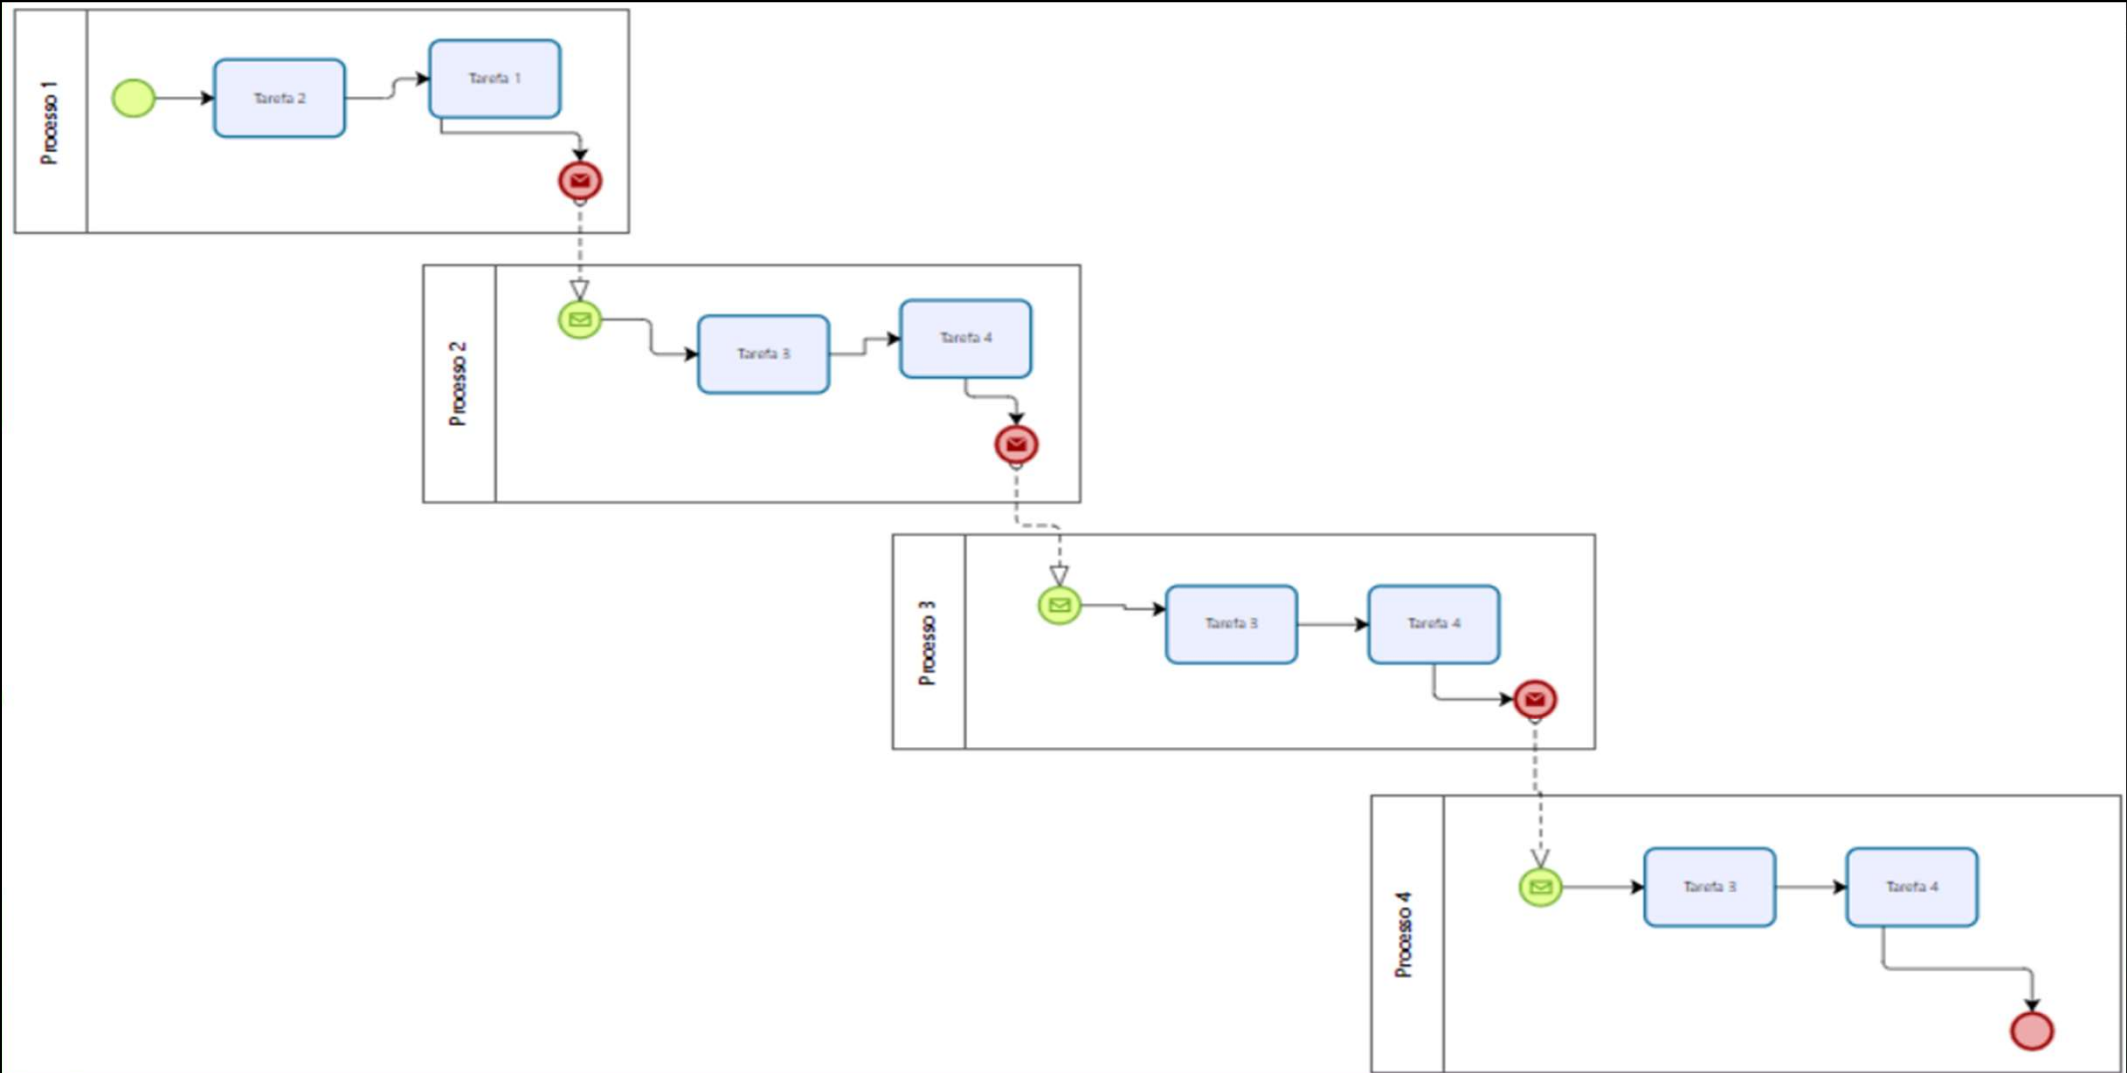 Processo 1
Tarefa 2
Tarefa 1
Processo 2
Tarefa 3
Tarefa 4
Processo 3
Tarefa 3
Tarefa 4
Processo 4
Tarefa 3
Tarefa 4